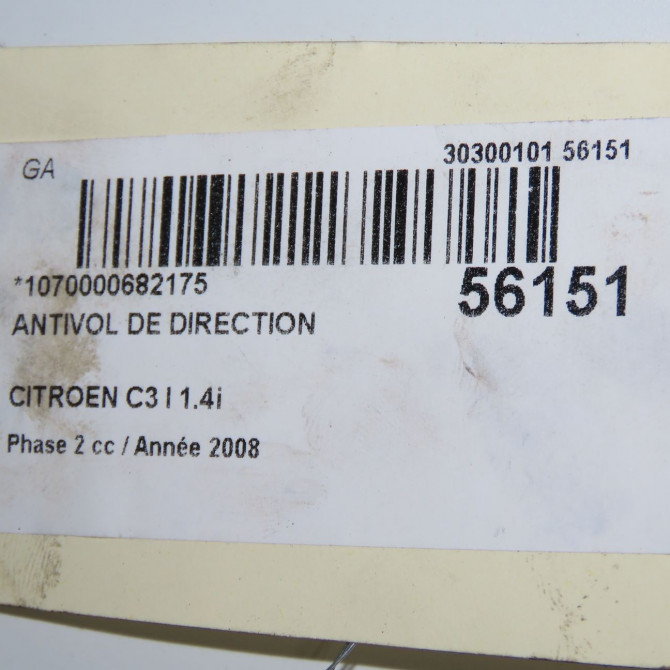 GA
30300101 56151
*1070000682175
56151
ANTIVOL DE DIRECTION
CITROEN C3 I 1.4i
Phase 2 cc / Année 2008